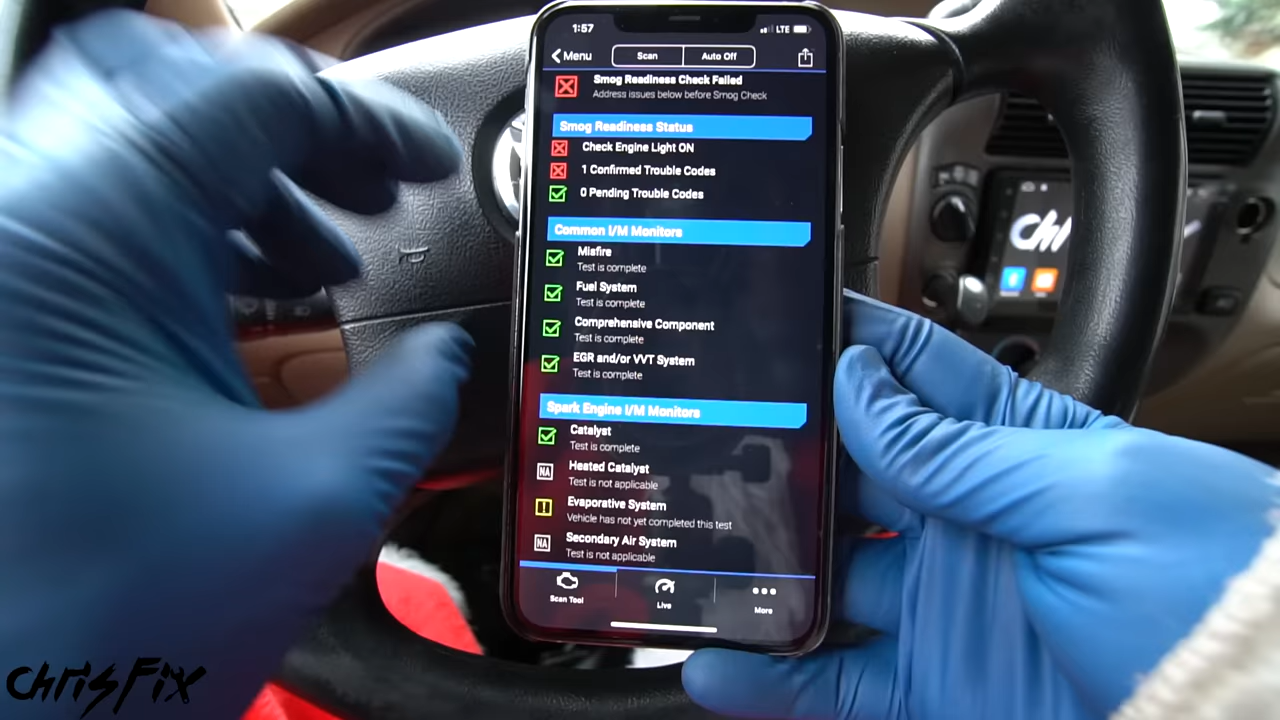 1:57
LTE
Menu
Scan
Auto Off
Smog Readiness Check Failed
Address issues below before Smog Check
Smog Readiness Status
Check Engine Light ON
1 Confirmed Trouble Codes
0 Pending Trouble Codes
Common I/M Monitors
Misfire
Test is complete
Fuel System
Test is complete
Comprehensive Component
Test is complete
EGR and/or VVT System
Test is complete
Spark Engine I/M Monitors
Catalyst
Test is complete
NA
Heated Catalyst
Test is not applicable
Evaporative System
Vehicle has not yet completed this test
NA
Secondary Air System
Test is not applicable
Scan Tool
Live
More
chrisfix